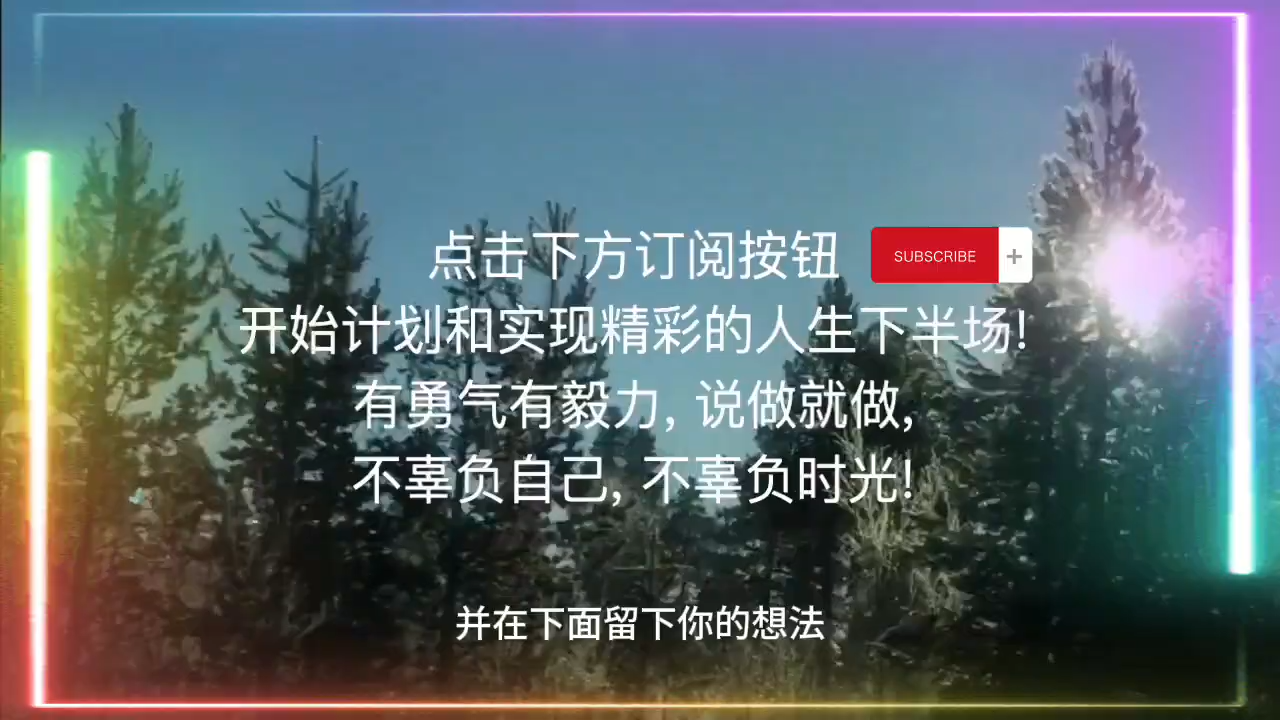 点击下方订阅按钮 SUBSCRIBE +
开始计划和实现精彩的人生下半场!
有勇气有毅力, 说做就做,
不辜负自己, 不辜负时光!
并在下面留下你的想法